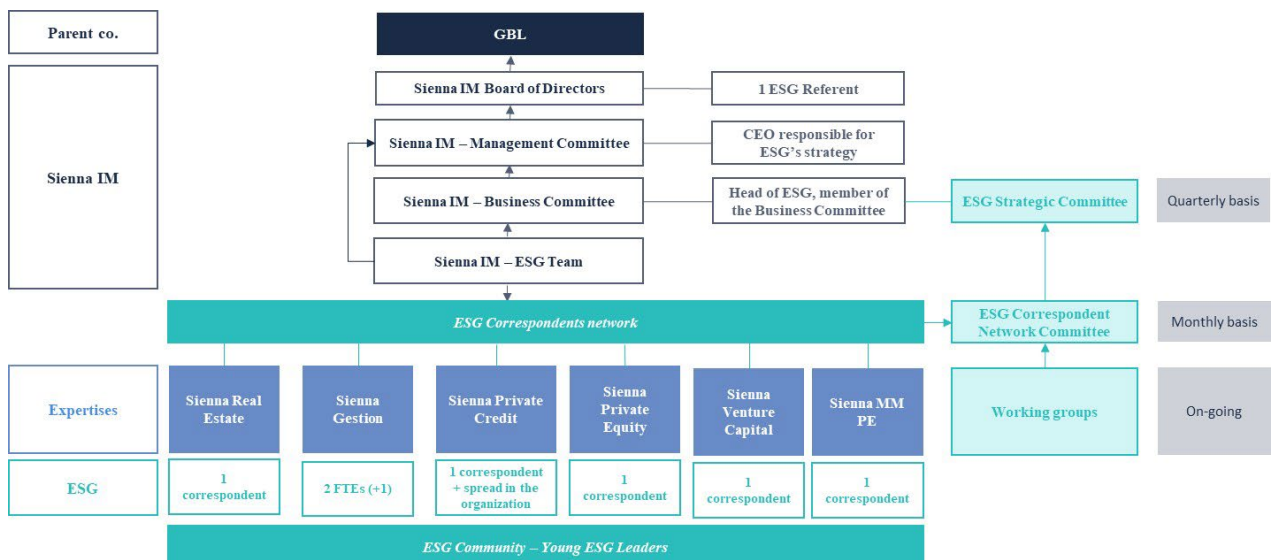 Parent co.
GBL
Sienna IM
Sienna IM Board of Directors
1 ESG Referent
Sienna IM – Management Committee
CEO responsible for
ESG's strategy
Sienna IM – Business Committee
Head of ESG, member of
the Business Committee
ESG Strategic Committee
Quarterly basis
Sienna IM – ESG Team
ESG Correspondents network
ESG Correspondent
Network Committee
Monthly basis
Expertises
Sienna Real
Estate
Sienna
Gestion
Sienna Private
Credit
Sienna
Private
Equity
Sienna
Venture
Capital
Sienna MM
PE
Working groups
On-going
ESG
1
correspondent
2 FTEs (+1)
1 correspondent
+ spread in the
organization
1
correspondent
1
correspondent
1
correspondent
ESG Community – Young ESG Leaders